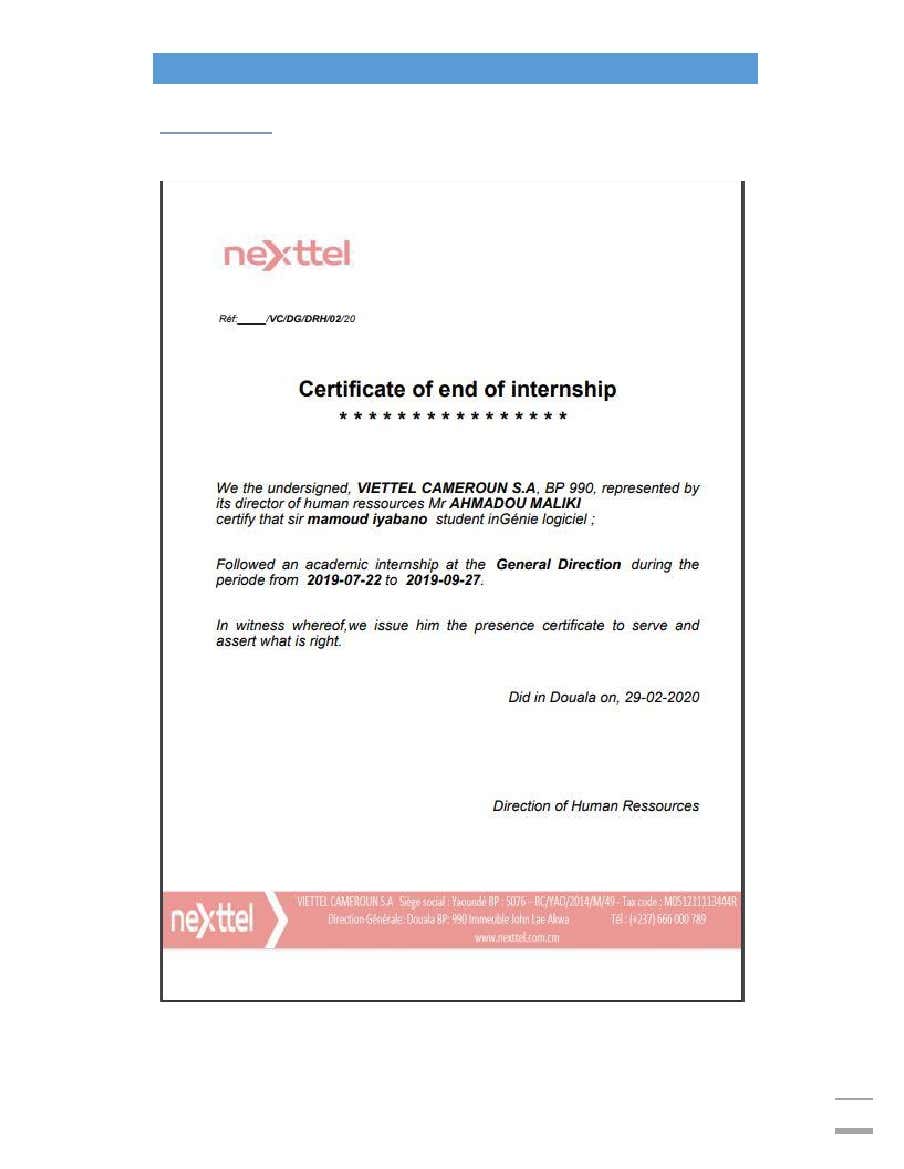 nexttel
Réf:_____/VC/DG/DRH/02/20
Certificate of end of internship
* * * * * * * * * * * * * * * *
We the undersigned, VIETTEL CAMEROUN S.A, BP 990, represented by
its director of human ressources Mr AHMADOU MALIKI
certify that sir mamoud iyabano student inGénie logiciel ;
Followed an academic internship at the General Direction during the
periode from 2019-07-22 to 2019-09-27.
In witness whereof,we issue him the presence certificate to serve and
assert what is right.
Did in Douala on, 29-02-2020
Direction of Human Ressources
nexttel
VIETTEL CAMEROUN S.A Siège social : Yaoundé BP : 5076 - RC/YAO/2014/M/49 - Tax code : M051211113444R
Direction Générale: Douala BP: 990 Immeuble John Lae Akwa Tél : (+237) 666 000 789
www.nexttel.com.cm